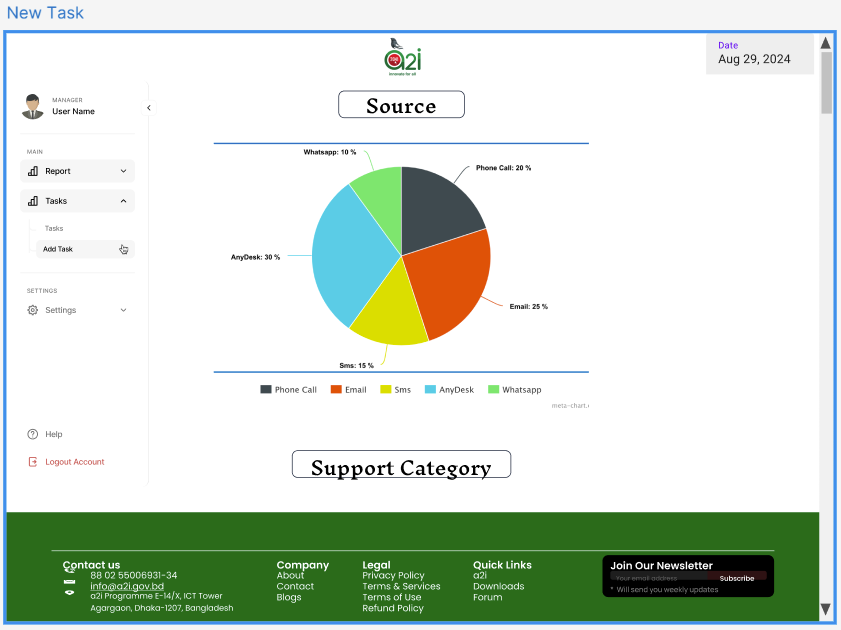 New Task
a2i
Innovate for all
Date
Aug 29, 2024
MANAGER
User Name
MAIN
Report
Tasks
Tasks
Add Task
SETTINGS
Settings
Help
Logout Account
Source
Whatsapp: 10 %
Phone Call: 20 %
AnyDesk: 30 %
Email: 25 %
Sms: 15 %
Phone Call Email Sms AnyDesk Whatsapp
meta-chart.
Support Category
Contact us
88 02 55006931-34
info@a2i.gov.bd
a2i Programme E-14/X, ICT Tower
Agargaon, Dhaka-1207, Bangladesh
Company
About
Contact
Blogs
Legal
Privacy Policy
Terms & Services
Terms of Use
Refund Policy
Quick Links
a2i
Downloads
Forum
Join Our Newsletter
Your email address
Subscribe
* Will send you weekly updates